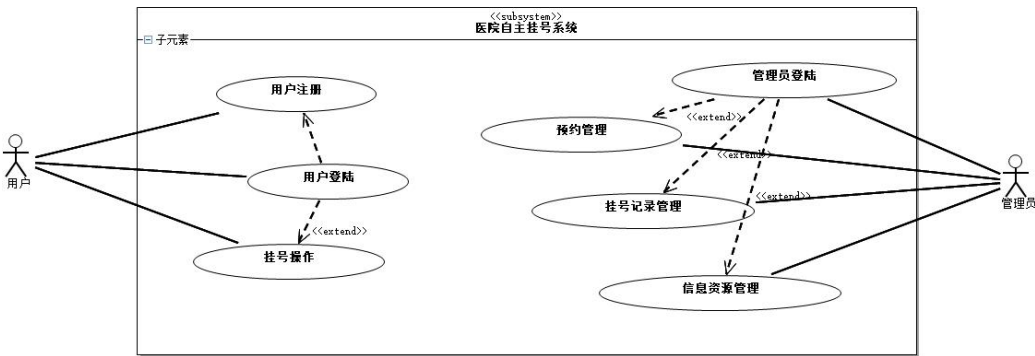 <<subsystem>>
医院自主挂号系统
子元素
用户注册
用户登陆
<<extend>>
挂号操作
用户
管理员登陆
<<extend>>
预约管理
<<extend>>
挂号记录管理
<<extend>>
信息资源管理
管理员